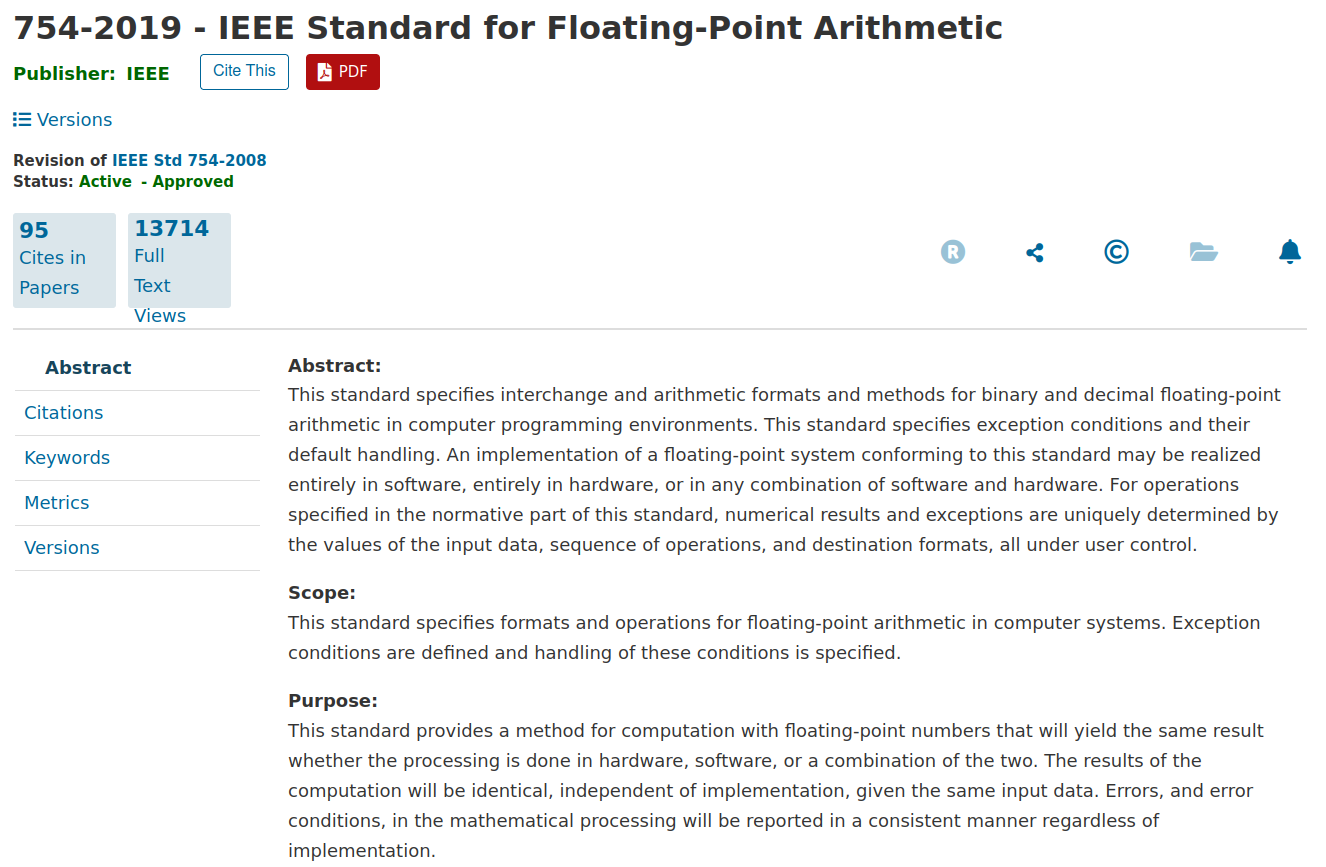 754-2019 - IEEE Standard for Floating-Point Arithmetic
Publisher: IEEE
Cite This
PDF
Versions
Revision of IEEE Std 754-2008
Status: Active - Approved
95
Cites in
Papers
13714
Full
Text
Views
R
©
Abstract
Citations
Keywords
Metrics
Versions
Abstract:
This standard specifies interchange and arithmetic formats and methods for binary and decimal floating-point
arithmetic in computer programming environments. This standard specifies exception conditions and their
default handling. An implementation of a floating-point system conforming to this standard may be realized
entirely in software, entirely in hardware, or in any combination of software and hardware. For operations
specified in the normative part of this standard, numerical results and exceptions are uniquely determined by
the values of the input data, sequence of operations, and destination formats, all under user control.
Scope:
This standard specifies formats and operations for floating-point arithmetic in computer systems. Exception
conditions are defined and handling of these conditions is specified.
Purpose:
This standard provides a method for computation with floating-point numbers that will yield the same result
whether the processing is done in hardware, software, or a combination of the two. The results of the
computation will be identical, independent of implementation, given the same input data. Errors, and error
conditions, in the mathematical processing will be reported in a consistent manner regardless of
implementation.